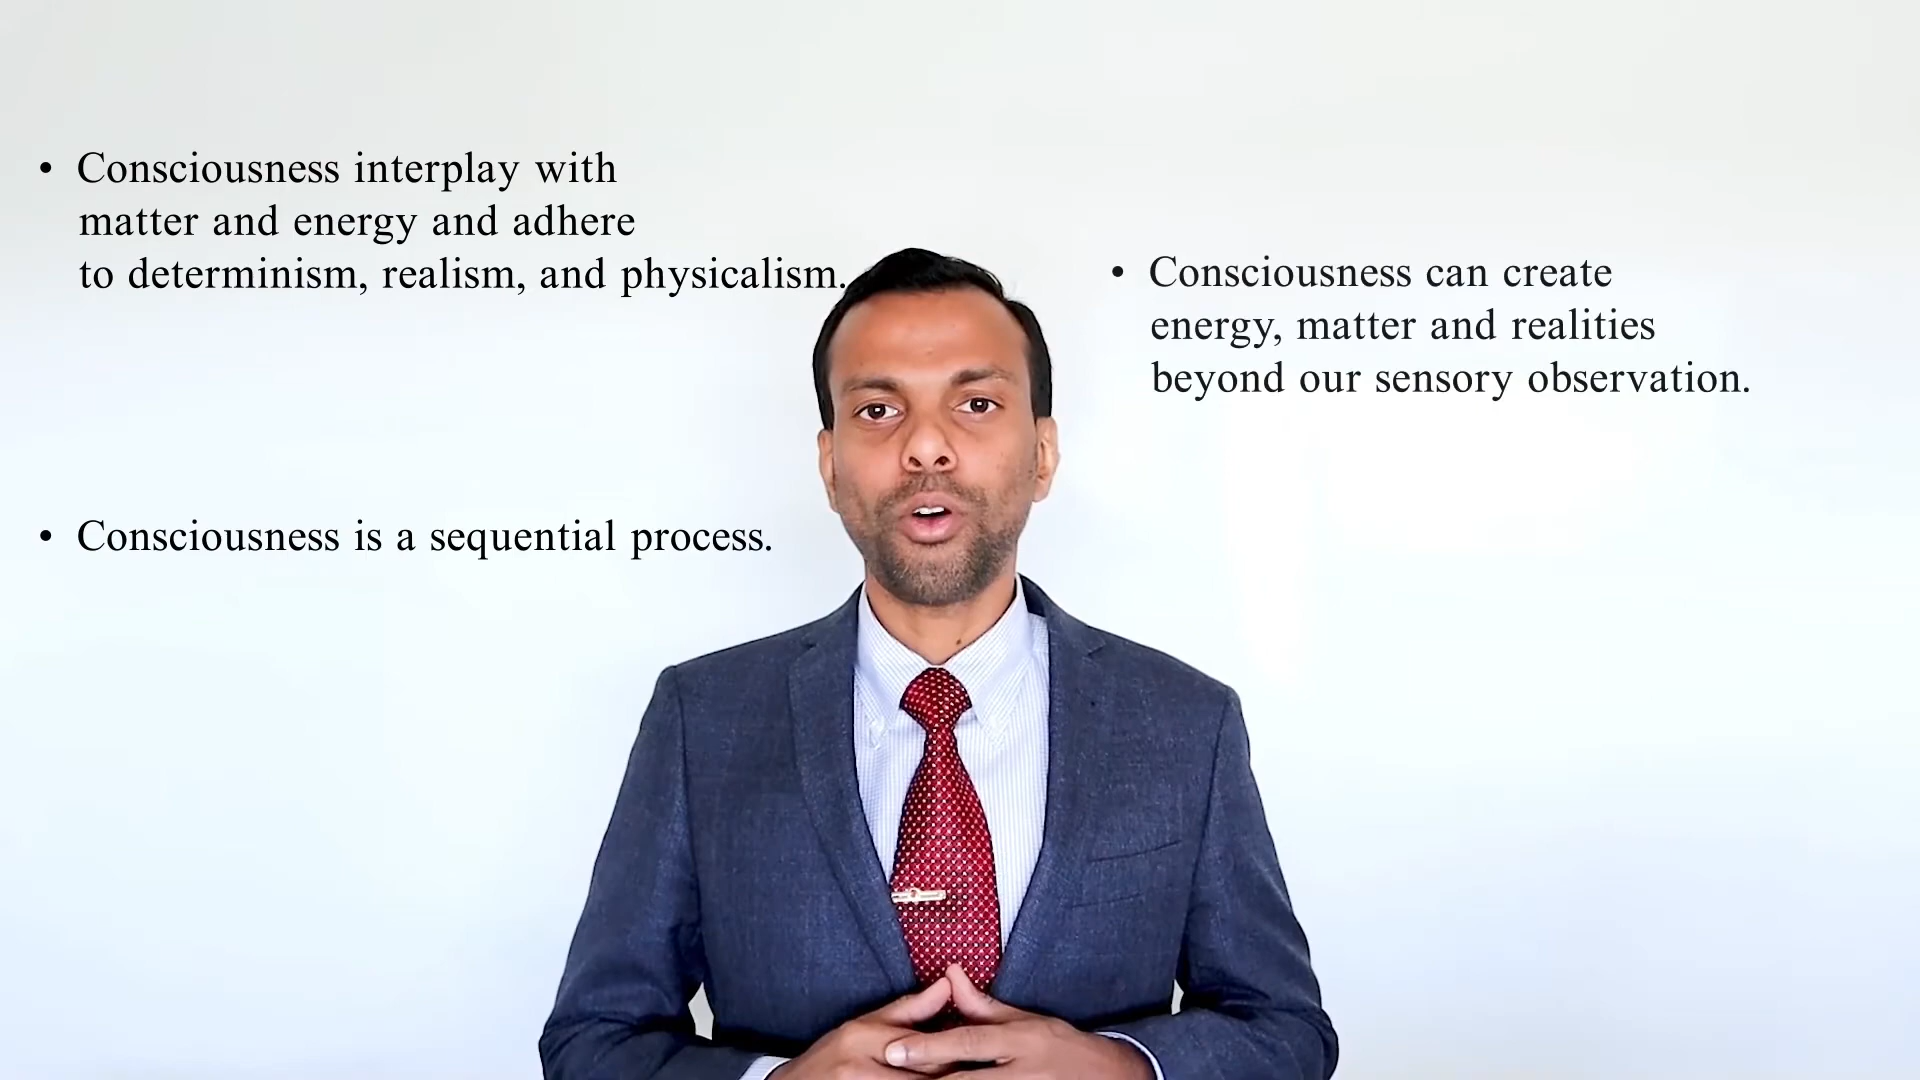 • Consciousness interplay with
matter and energy and adhere
to determinism, realism, and physicalism.
• Consciousness is a sequential process.
• Consciousness can create
energy, matter and realities
beyond our sensory observation.